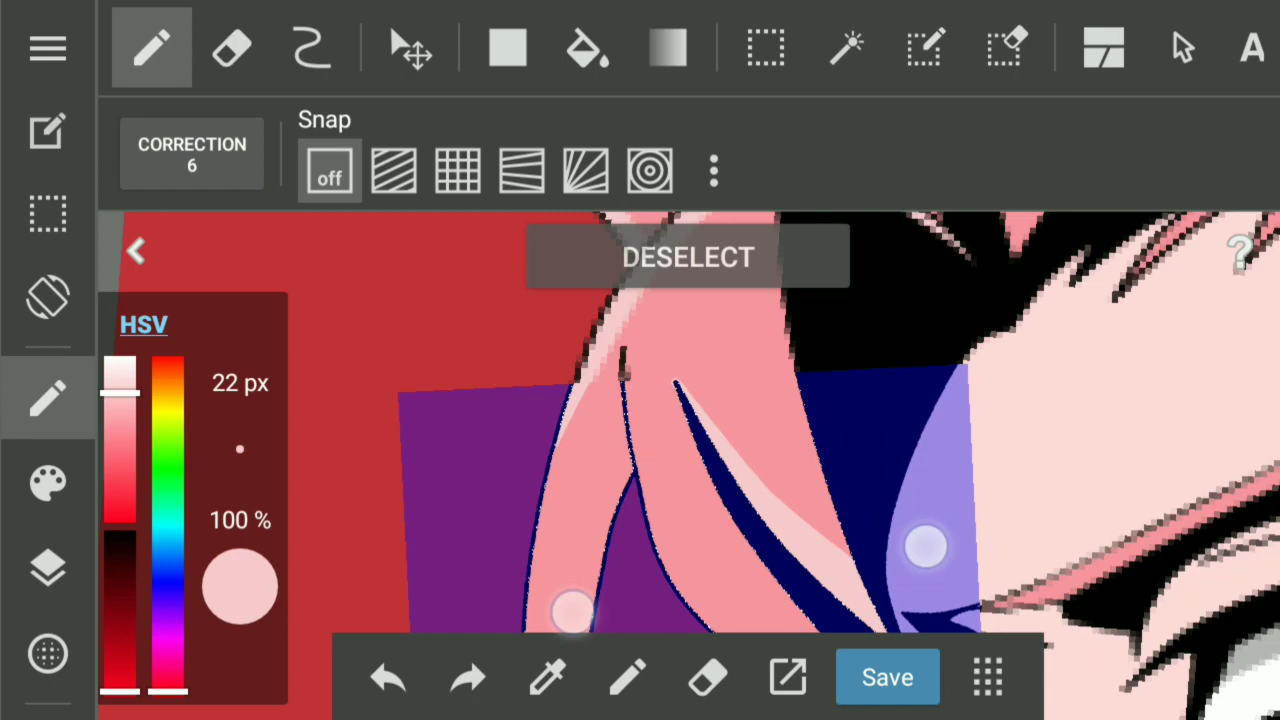 A
CORRECTION
6
Snap
off
DESELECT
?
HSV
22 px
100 %
Save